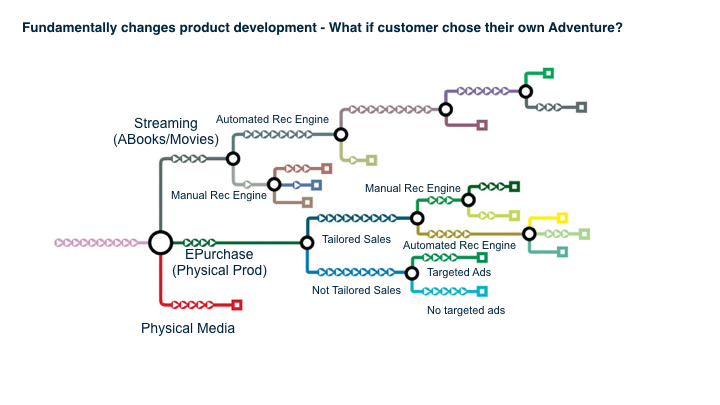 Fundamentally changes product development - What if customer chose their own Adventure?
Streaming
(ABooks/Movies)
Automated Rec Engine
Manual Rec Engine
Manual Rec Engine
Tailored Sales
Automated Rec Engine
EPurchase
(Physical Prod)
Targeted Ads
Not Tailored Sales
No targeted ads
Physical Media